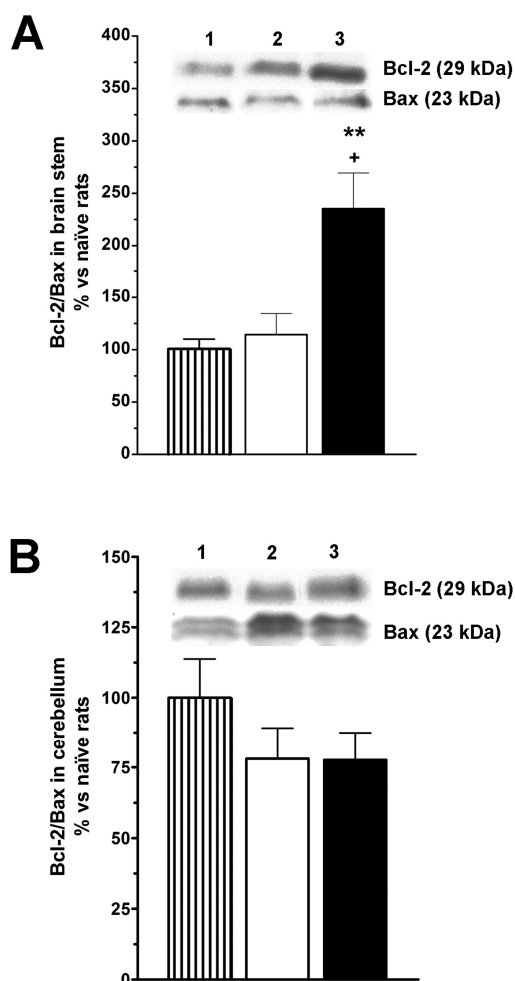 A
400
350
300
250
200
150
100
50
0
Bcl-2/Bax in brain stem
% vs naïve rats
1 2 3
Bcl-2 (29 kDa)
Bax (23 kDa)
**
+
B
150
125
100
75
50
25
0
Bcl-2/Bax in cerebellum
% vs naïve rats
1 2 3
Bcl-2 (29 kDa)
Bax (23 kDa)